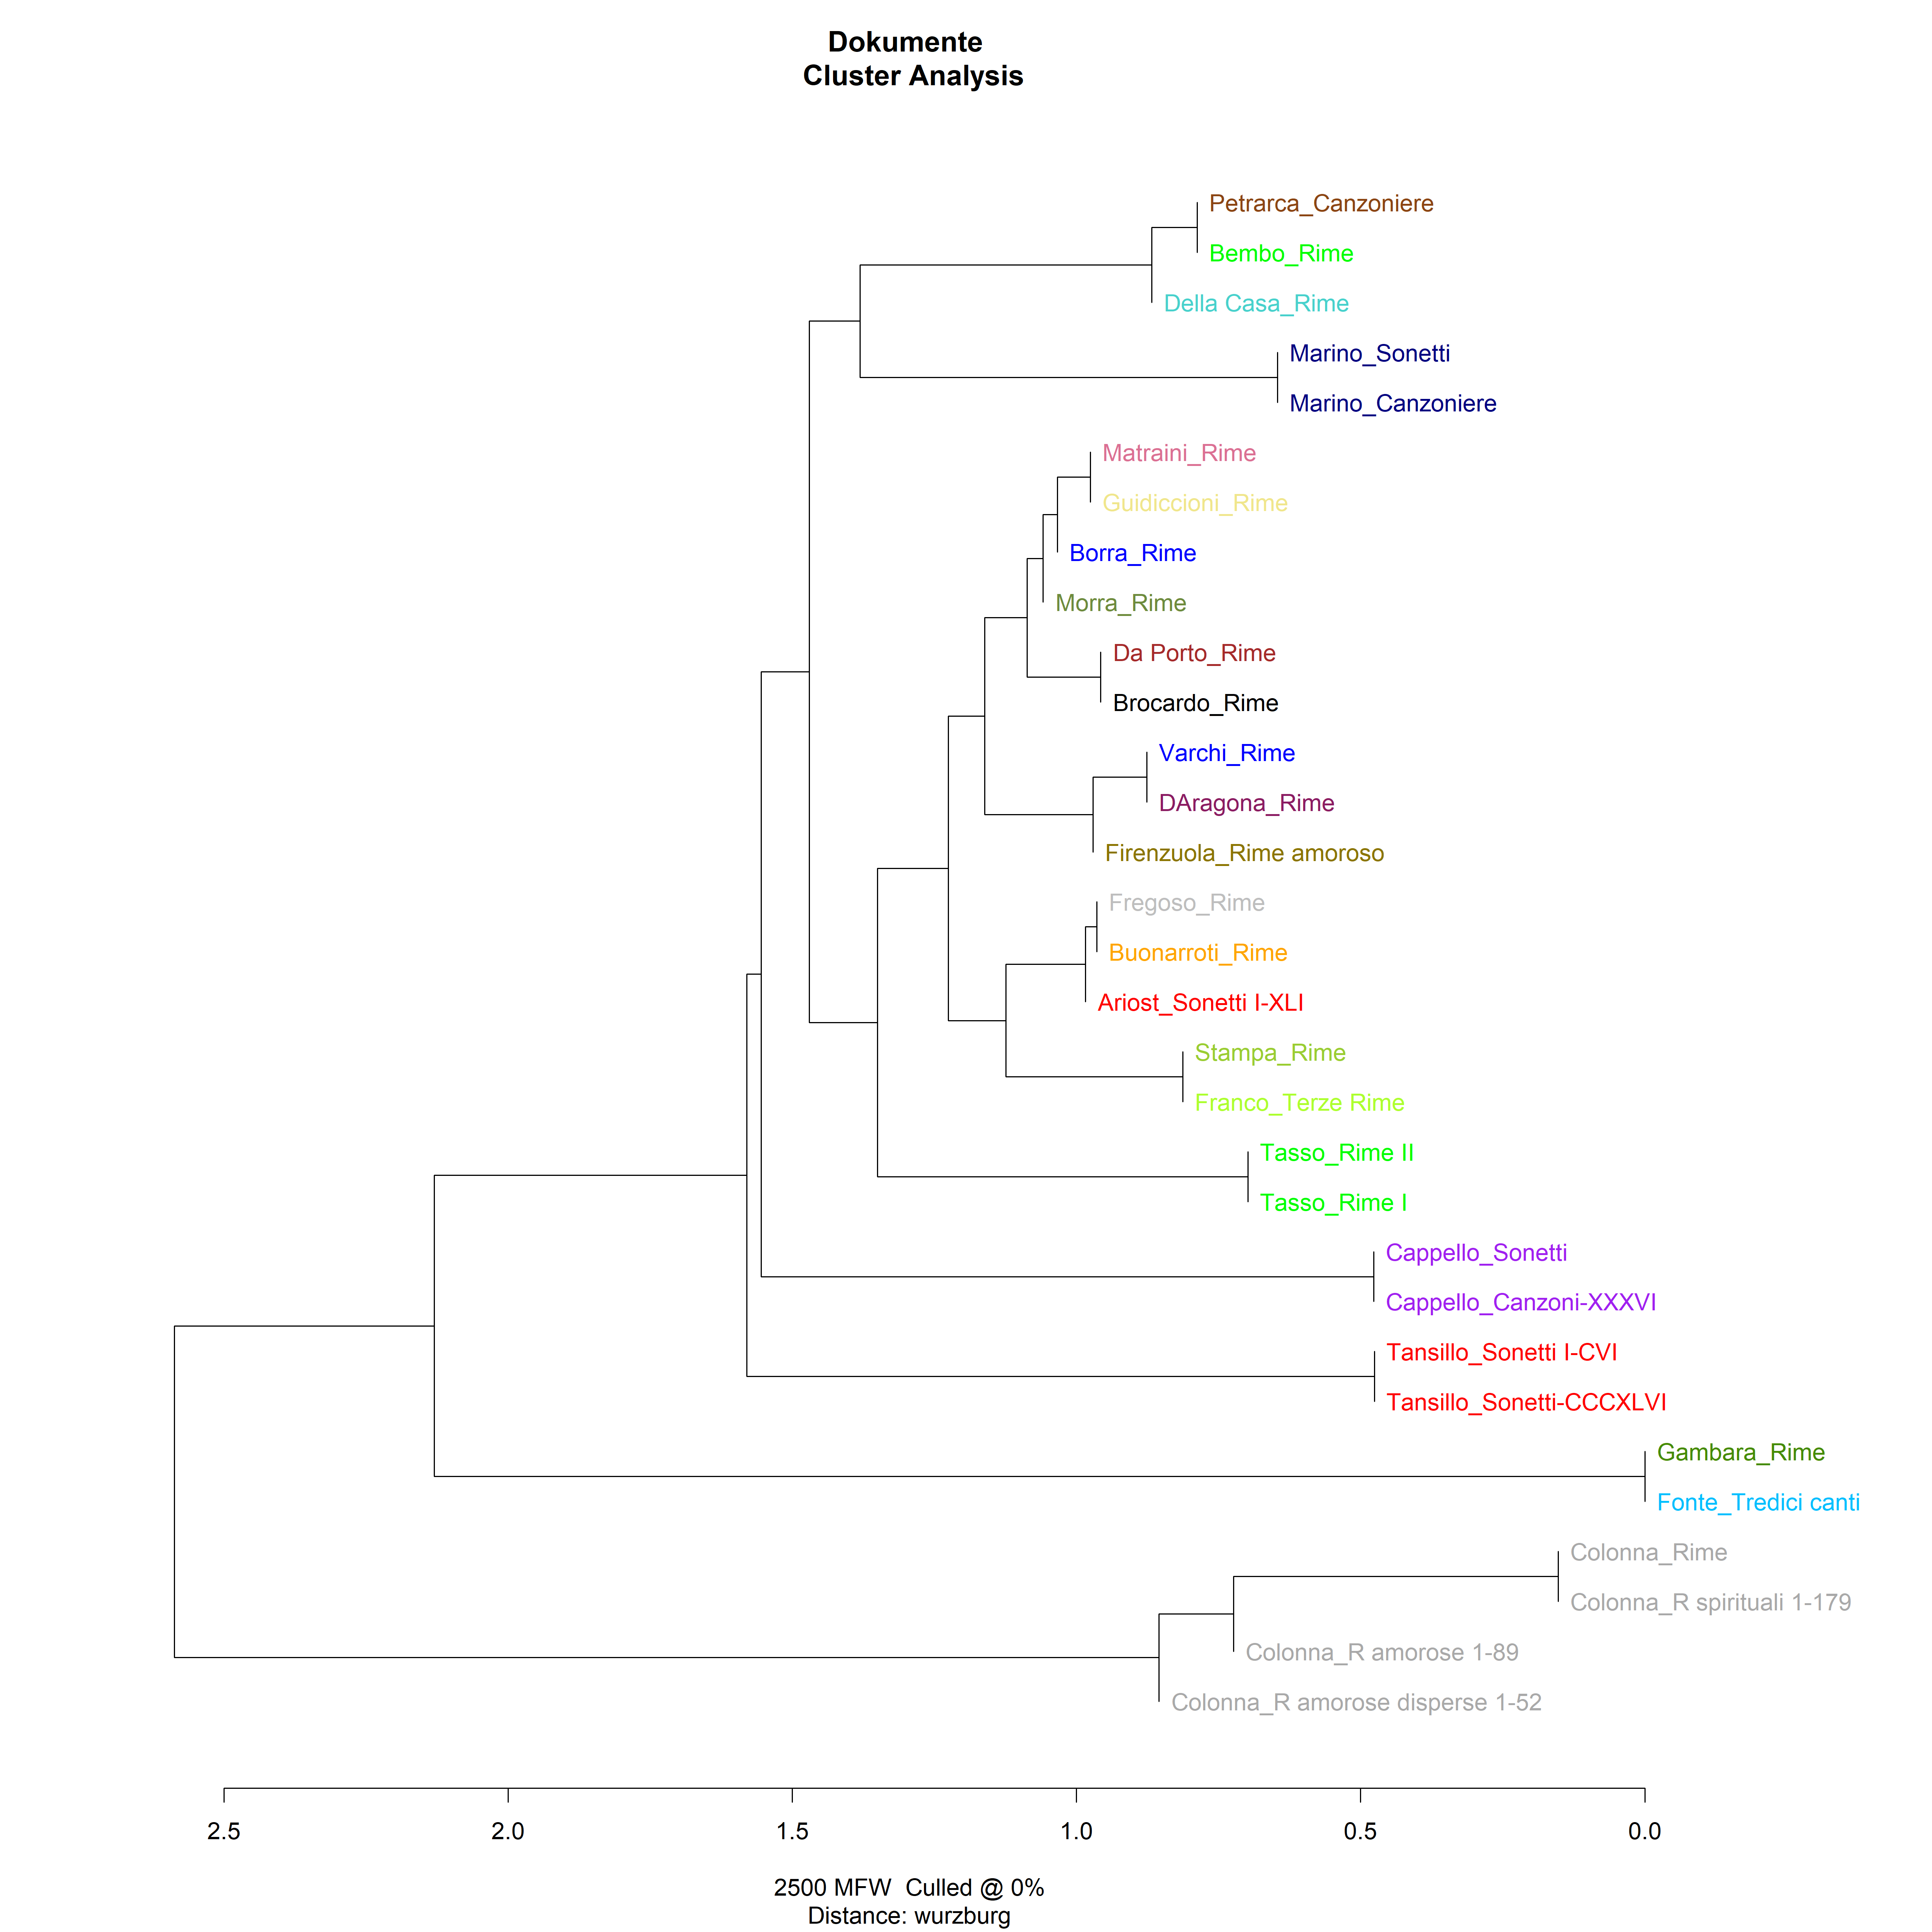 Dokumente
Cluster Analysis
Petrarca_Canzoniere
Bembo_Rime
Della Casa_Rime
Marino_Sonetti
Marino_Canzoniere
Matraini_Rime
Guidiccioni_Rime
Borra_Rime
Morra_Rime
Da Porto_Rime
Brocardo_Rime
Varchi_Rime
DAragona_Rime
Firenzuola_Rime amoroso
Fregoso_Rime
Buonarroti_Rime
Ariost_Sonetti I-XLI
Stampa_Rime
Franco_Terze Rime
Tasso_Rime II
Tasso_Rime I
Cappello_Sonetti
Cappello_Canzoni-XXXVI
Tansillo_Sonetti I-CVI
Tansillo_Sonetti-CCCXLVI
Gambara_Rime
Fonte_Tredici canti
Colonna_Rime
Colonna_R spirituali 1-179
Colonna_R amorose 1-89
Colonna_R amorose disperse 1-52
2.5 2.0 1.5 1.0 0.5 0.0
2500 MFW  Culled @ 0%
Distance: wurzburg